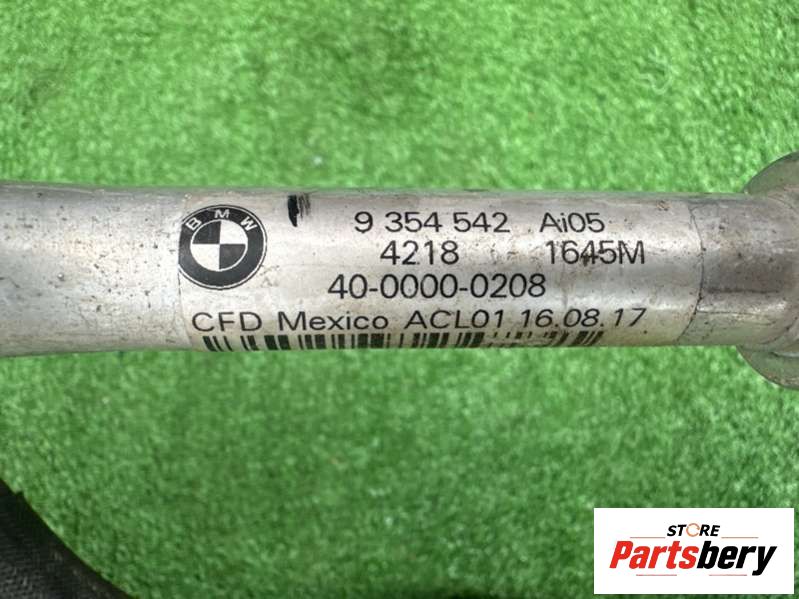 BMW
9 354 542 Ai05
4218 1645M
40-0000-0208
CFD Mexico ACL01 16.08.17
STORE
Partsbery